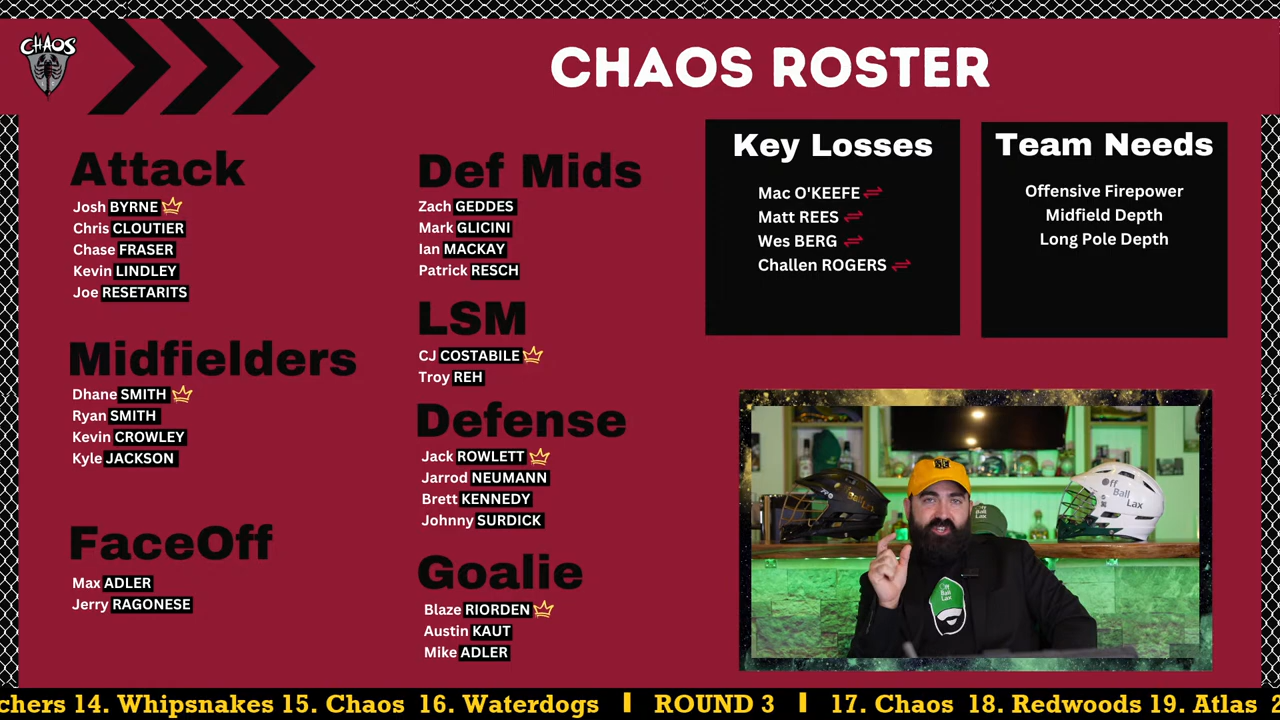 CHAOS
CHAOS ROSTER
Attack
Josh BYRNE
Chris CLOUTIER
Chase FRASER
Kevin LINDLEY
Joe RESETARITS
Midfielders
Dhane SMITH
Ryan SMITH
Kevin CROWLEY
Kyle JACKSON
FaceOff
Max ADLER
Jerry RAGONESE
Def Mids
Zach GEDDES
Mark GLICINI
Ian MACKAY
Patrick RESCH
LSM
CJ COSTABILE
Troy REH
Defense
Jack ROWLETT
Jarrod NEUMANN
Brett KENNEDY
Johnny SURDICK
Goalie
Blaze RIORDEN
Austin KAUT
Mike ADLER
Key Losses
Mac O'KEEFE
Matt REES
Wes BERG
Challen ROGERS
Team Needs
Offensive Firepower
Midfield Depth
Long Pole Depth
Off
Ball
Lax
Off
Ball
Lax
chers 14. Whipsnakes 15. Chaos 16. Waterdogs | ROUND 3 | 17. Chaos 18. Redwoods 19. Atlas